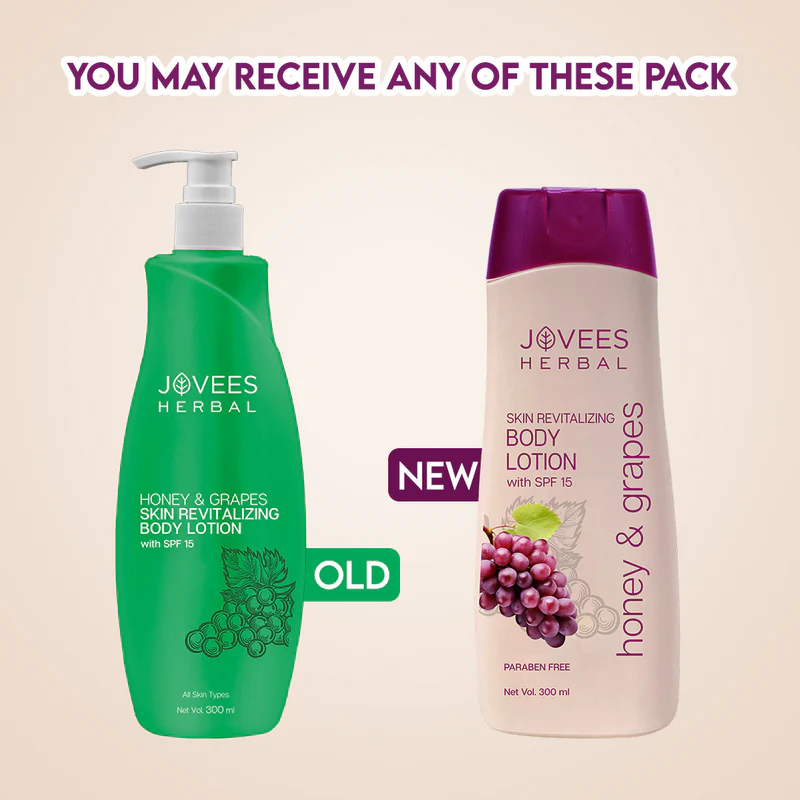 YOU MAY RECEIVE ANY OF THESE PACK
JOVEES
HERBAL
HONEY & GRAPES
SKIN REVITALIZING
BODY LOTION
with SPF 15
OLD
All Skin Types
Net Vol. 300 ml
NEW
JOVEES
HERBAL
SKIN REVITALIZING
BODY
LOTION
with SPF 15
honey & grapes
PARABEN FREE
Net Vol. 300 ml